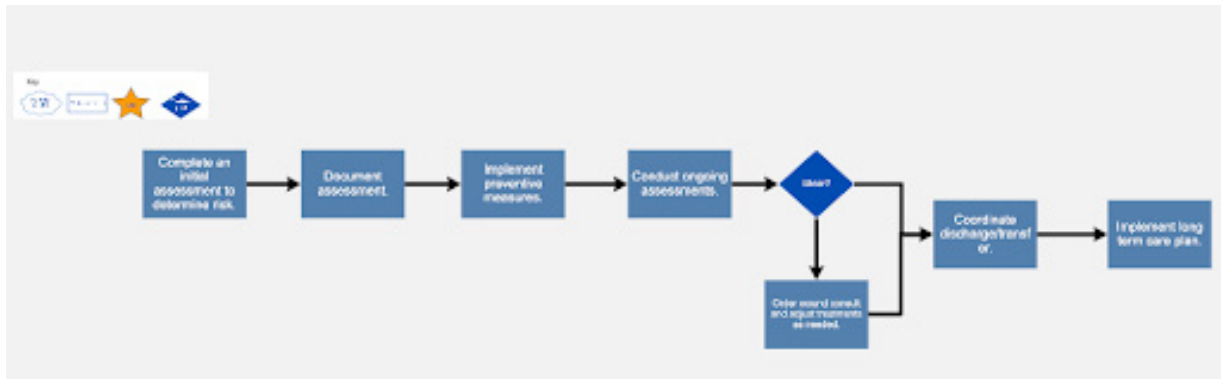 Key
Complete an
initial
assessment to
determine risk.
Document
assessment.
Implement
preventive
measures.
Conduct ongoing
assessments.
Ulcer?
Order wound consult
and adjust treatments
as needed.
Coordinate
discharge/transf
er.
Implement long
term care plan.